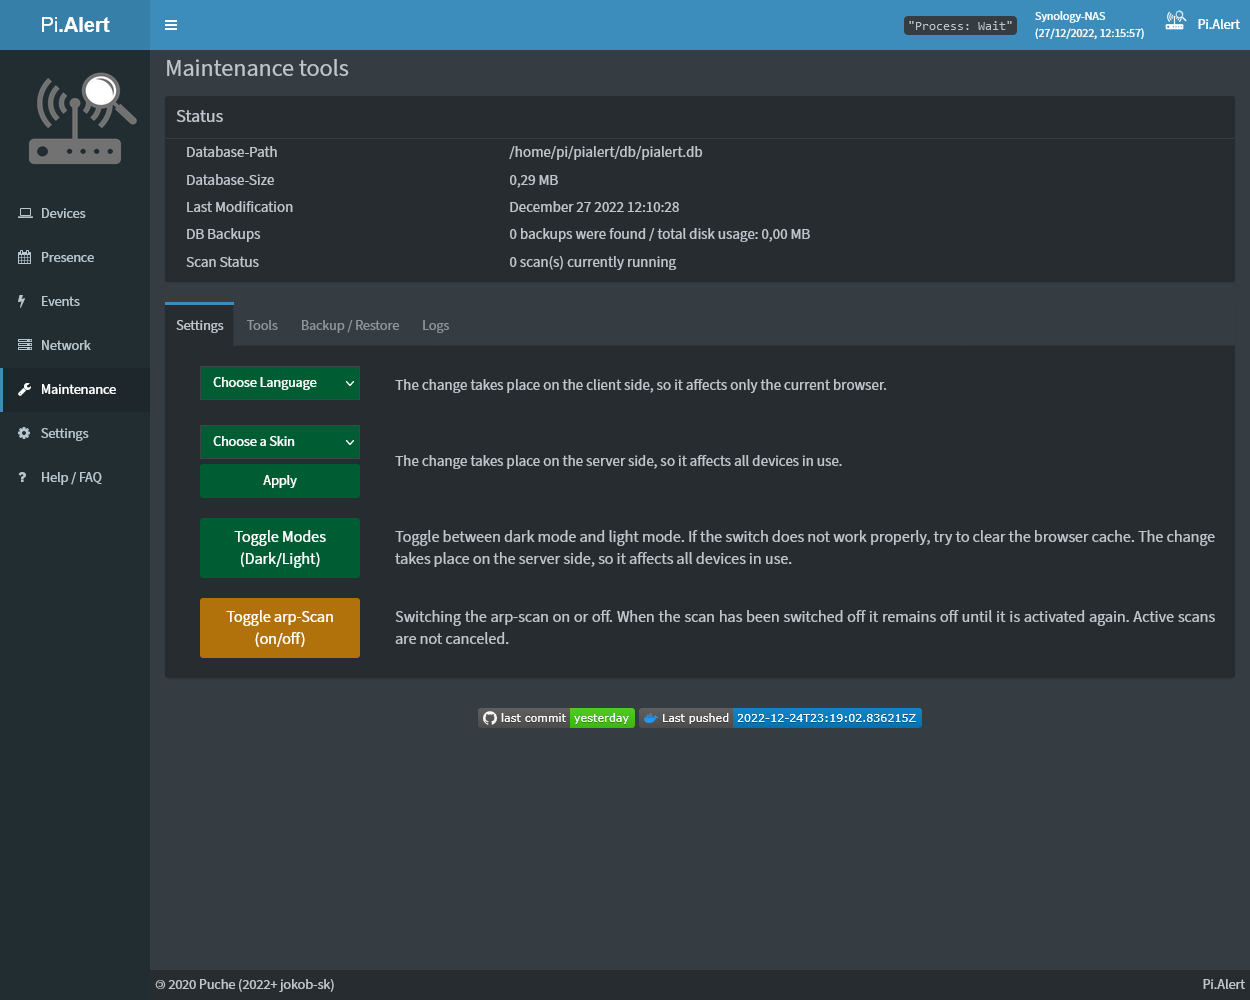 Pi.Alert
"Process: Wait"
Synology-NAS
(27/12/2022, 12:15:57)
Pi.Alert
Devices
Presence
Events
Network
Maintenance
Settings
Help / FAQ
Maintenance tools
Status
Database-Path /home/pi/pialert/db/pialert.db
Database-Size 0,29 MB
Last Modification December 27 2022 12:10:28
DB Backups 0 backups were found / total disk usage: 0,00 MB
Scan Status 0 scan(s) currently running
Settings Tools Backup / Restore Logs
Choose Language
The change takes place on the client side, so it affects only the current browser.
Choose a Skin
Apply
The change takes place on the server side, so it affects all devices in use.
Toggle Modes
(Dark/Light)
Toggle between dark mode and light mode. If the switch does not work properly, try to clear the browser cache. The change
takes place on the server side, so it affects all devices in use.
Toggle arp-Scan
(on/off)
Switching the arp-scan on or off. When the scan has been switched off it remains off until it is activated again. Active scans
are not canceled.
last commit yesterday Last pushed 2022-12-24T23:19:02.836215Z
🄯 2020 Puche (2022+ jokob-sk)
Pi.Alert